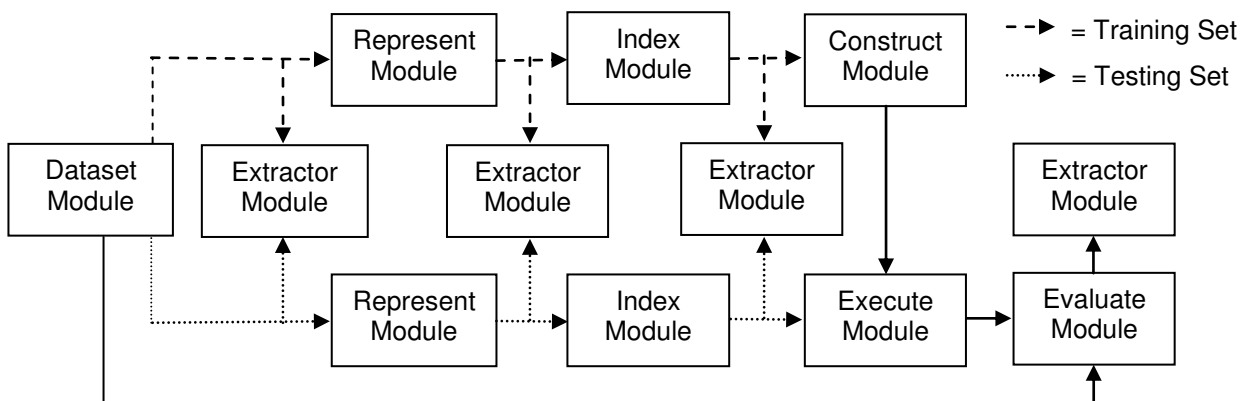 Represent
Module
Index
Module
Construct
Module
= Training Set
= Testing Set
Dataset
Module
Extractor
Module
Extractor
Module
Extractor
Module
Extractor
Module
Represent
Module
Index
Module
Execute
Module
Evaluate
Module